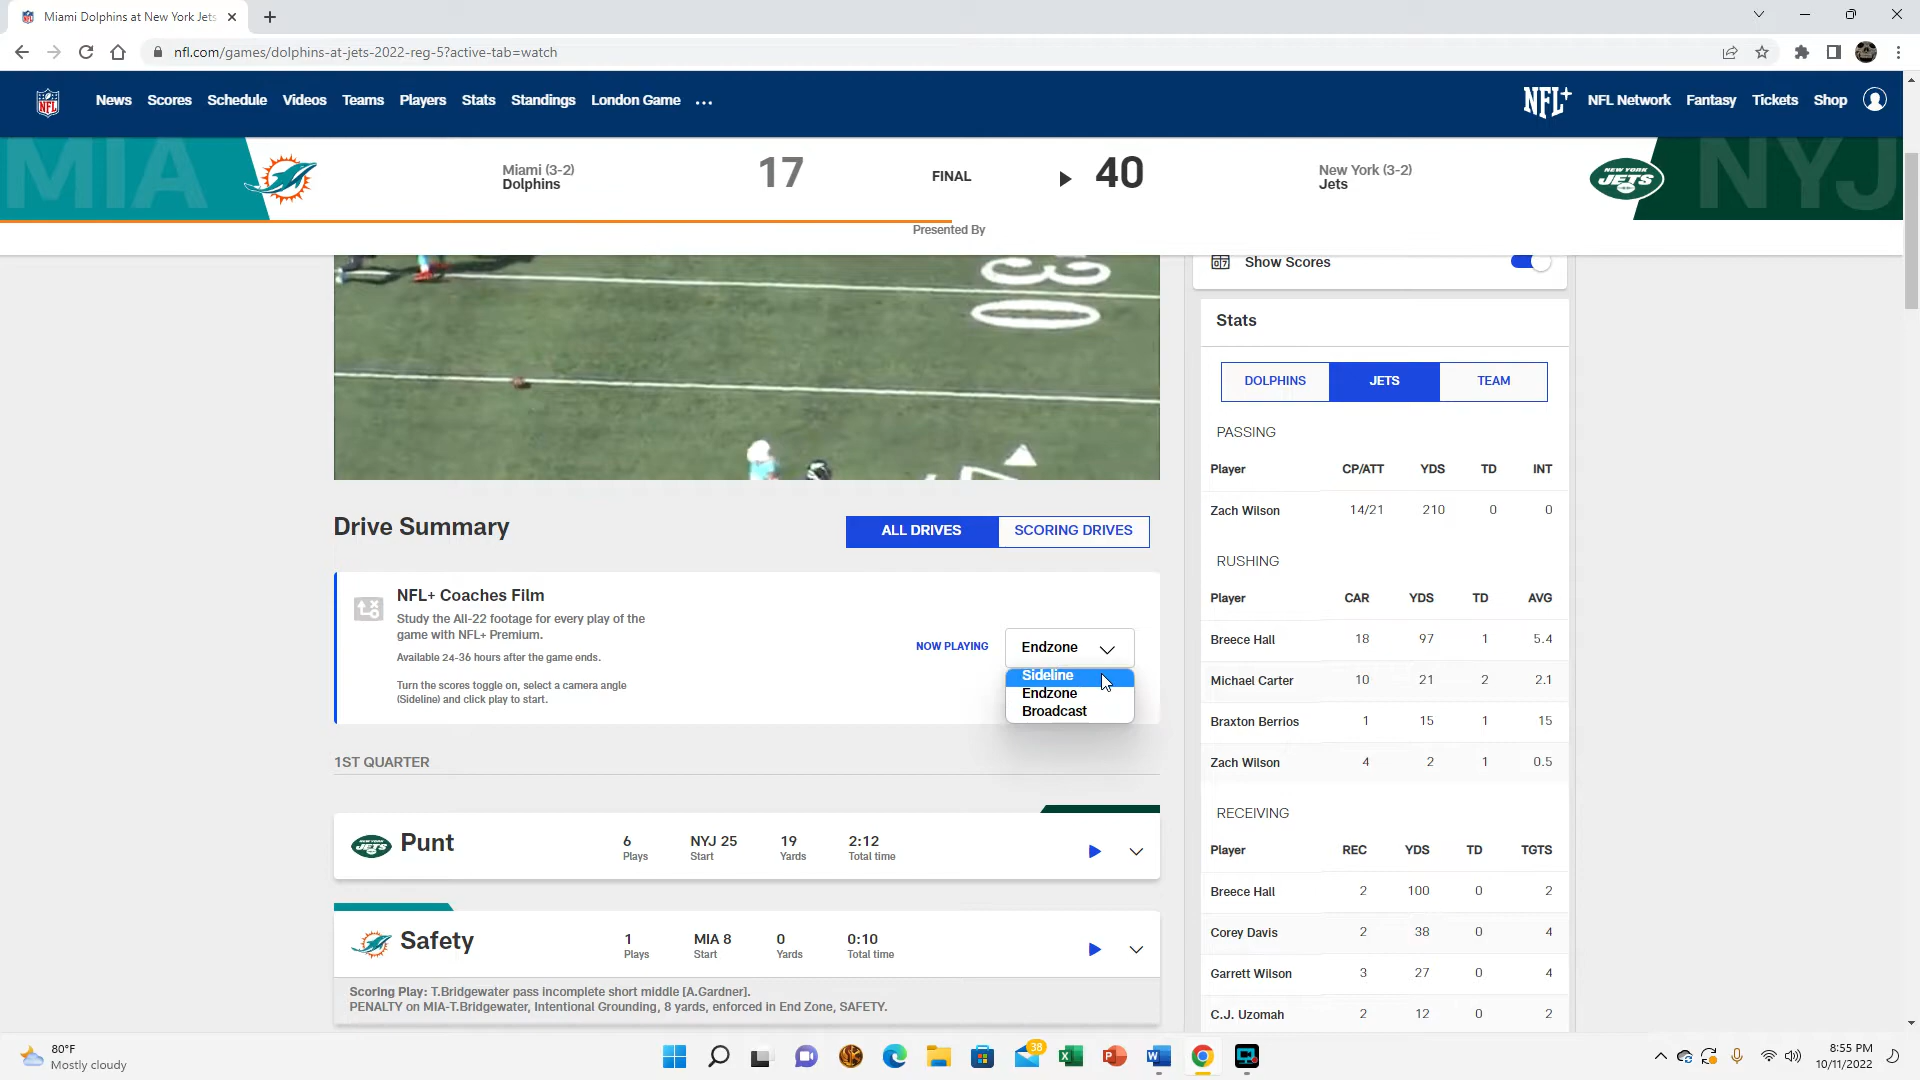 Miami Dolphins at New York Jets
nfl.com/games/dolphins-at-jets-2022-reg-5?active-tab=watch
NFL
News Scores Schedule Videos Teams Players Stats Standings London Game ...
NFL+ NFL Network Fantasy Tickets Shop
MIA
Miami (3-2)
Dolphins
17
FINAL
40
New York (3-2)
Jets
NEW YORK
JETS
NYJ
Presented By
30
Show Scores
Stats
DOLPHINS JETS TEAM
PASSING
Player CP/ATT YDS TD INT
Zach Wilson 14/21 210 0 0
RUSHING
Player CAR YDS TD AVG
Breece Hall 18 97 1 5.4
Michael Carter 10 21 2 2.1
Braxton Berrios 1 15 1 15
Zach Wilson 4 2 1 0.5
RECEIVING
Player REC YDS TD TGTS
Breece Hall 2 100 0 2
Corey Davis 2 38 0 4
Garrett Wilson 3 27 0 4
C.J. Uzomah 2 12 0 2
Drive Summary
ALL DRIVES SCORING DRIVES
NFL+ Coaches Film
Study the All-22 footage for every play of the
game with NFL+ Premium.
Available 24-36 hours after the game ends.
Turn the scores toggle on, select a camera angle
(Sideline) and click play to start.
NOW PLAYING
Endzone
Sideline
Endzone
Broadcast
1ST QUARTER
JETS
Punt
6 NYJ 25 19 2:12
Plays Start Yards Total time
Safety
1 MIA 8 0 0:10
Plays Start Yards Total time
Scoring Play: T.Bridgewater pass incomplete short middle [A.Gardner].
PENALTY on MIA-T.Bridgewater, Intentional Grounding, 8 yards, enforced in End Zone, SAFETY.
80°F
Mostly cloudy
38
8:55 PM
10/11/2022